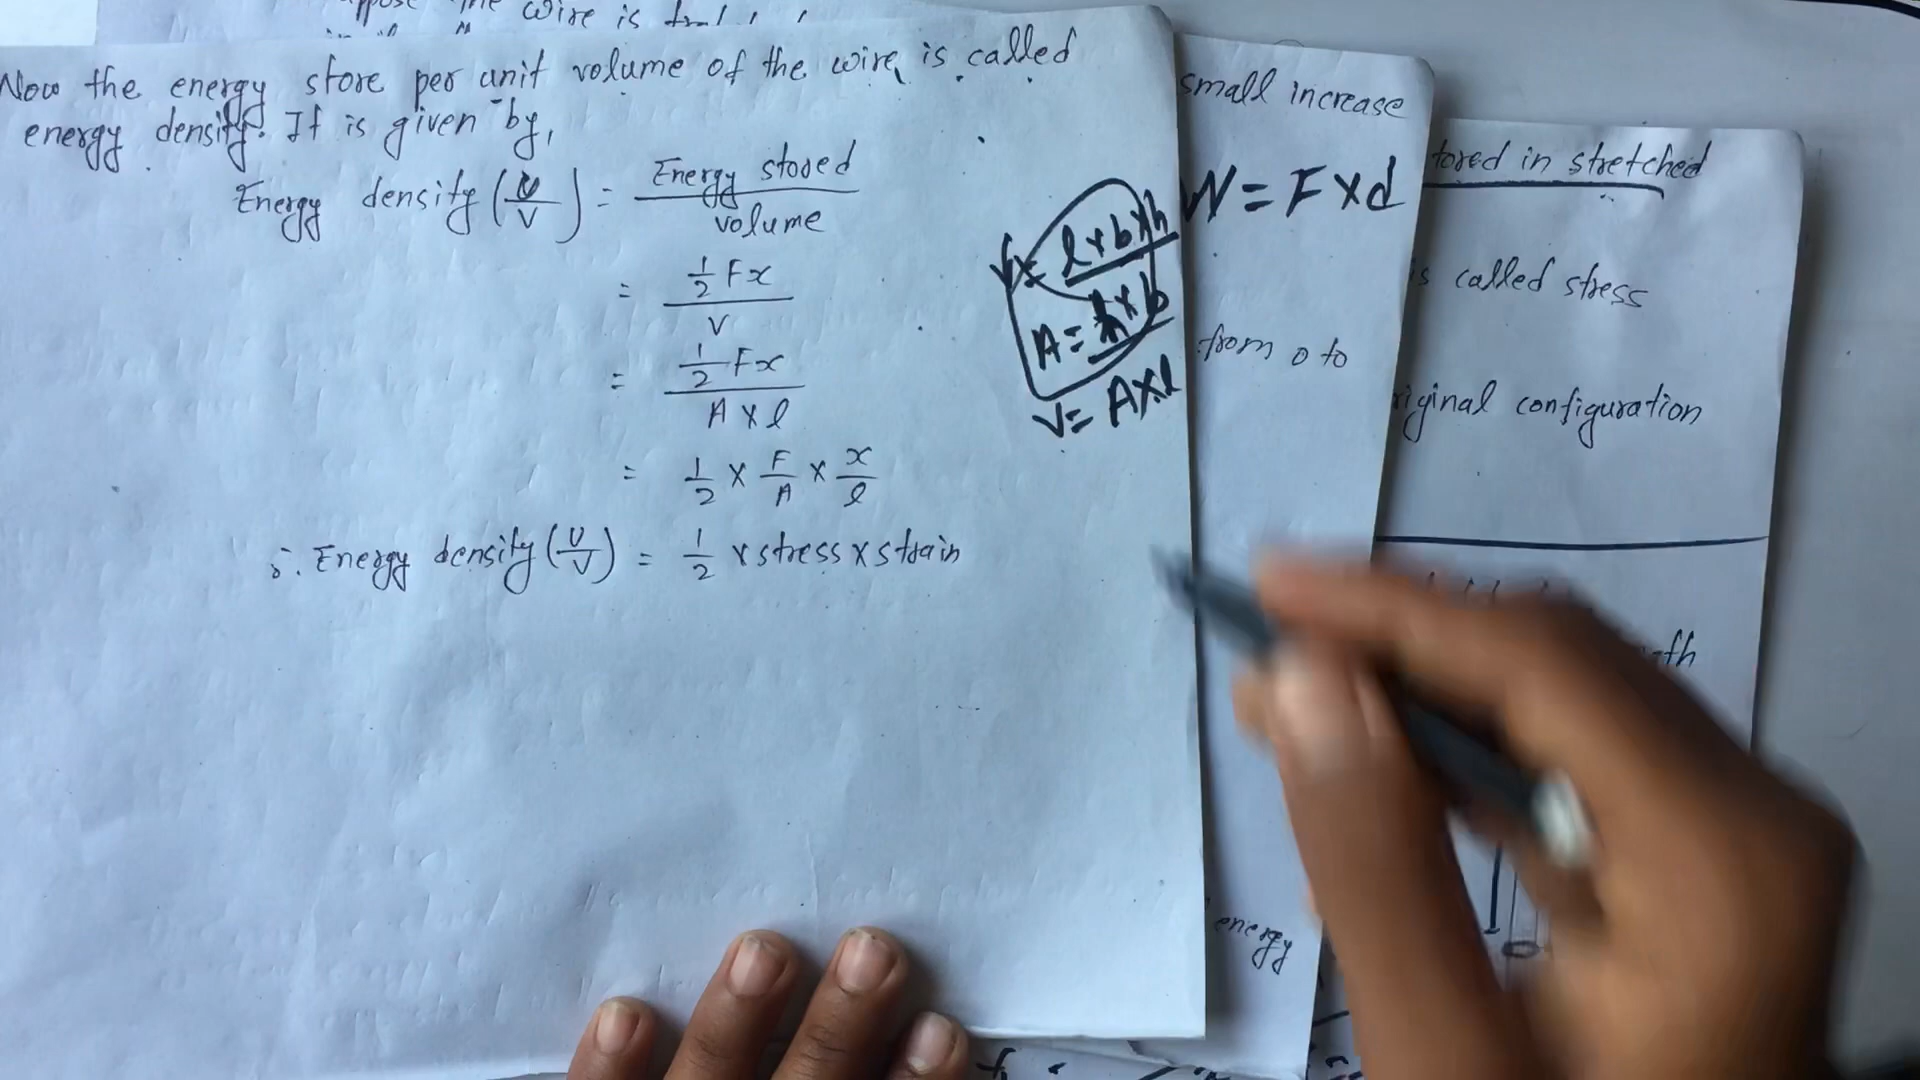 wire is
Now the energy store per unit volume of the wire is called
energy density. It is given by,
Energy density (U/V) = Energy stored / volume
= 1/2 Fx / V
= 1/2 Fx / A × l
= 1/2 × F/A × x/l
∴ Energy density (U/V) = 1/2 × stress × strain
V = l × b × h
A = × b
V = A × l
small increase
W = F × d
from 0 to
energy
tored in stretched
is called stress
riginal configuration